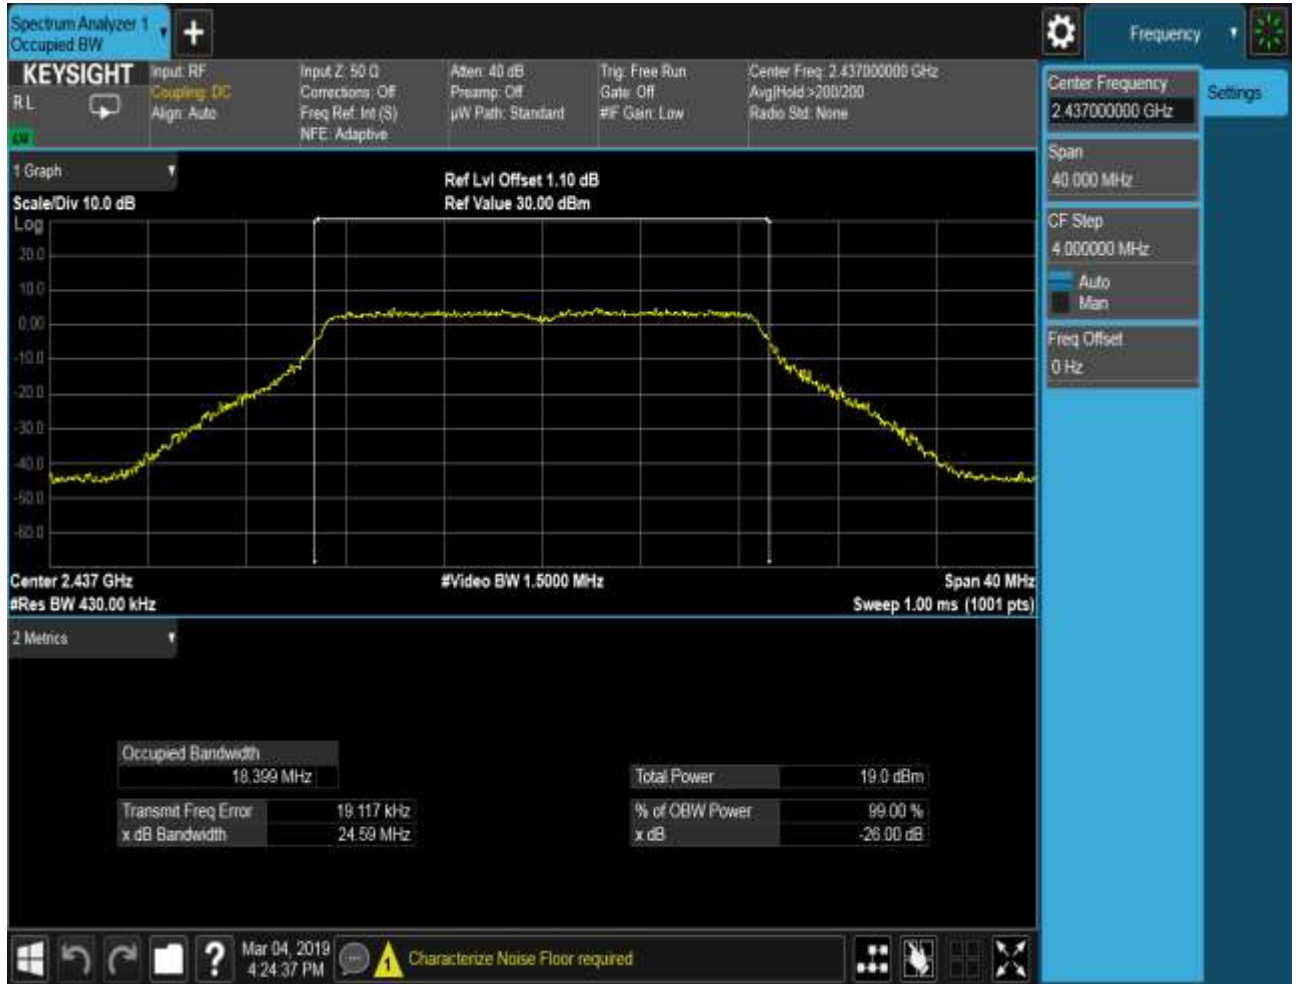 Spectrum Analyzer 1
Occupied BW
Frequency
KEYSIGHT
Input: RF
Input Z: 50 Ω
Atten: 40 dB
Trig: Free Run
Center Freq: 2.437000000 GHz
RL
Coupling: DC
Corrections: Off
Preamp: Off
Gate: Off
Avg|Hold:>200/200
Align: Auto
Freq Ref: Int (S)
µW Path: Standard
#IF Gain: Low
Radio Std: None
NFE: Adaptive
Center Frequency
2.437000000 GHz
Settings
Span
40.000 MHz
CF Step
4.000000 MHz
Auto
Man
Freq Offset
0 Hz
1 Graph
Ref Lvl Offset 1.10 dB
Scale/Div 10.0 dB
Ref Value 30.00 dBm
Log
20.0
10.0
0.00
-10.0
-20.0
-30.0
-40.0
-50.0
-60.0
Center 2.437 GHz
#Video BW 1.5000 MHz
Span 40 MHz
#Res BW 430.00 kHz
Sweep 1.00 ms (1001 pts)
2 Metrics
Occupied Bandwidth
18.399 MHz
Total Power
19.0 dBm
Transmit Freq Error
19.117 kHz
% of OBW Power
99.00 %
x dB Bandwidth
24.59 MHz
x dB
-26.00 dB
?
Mar 04, 2019
4:24:37 PM
1
Characterize Noise Floor required